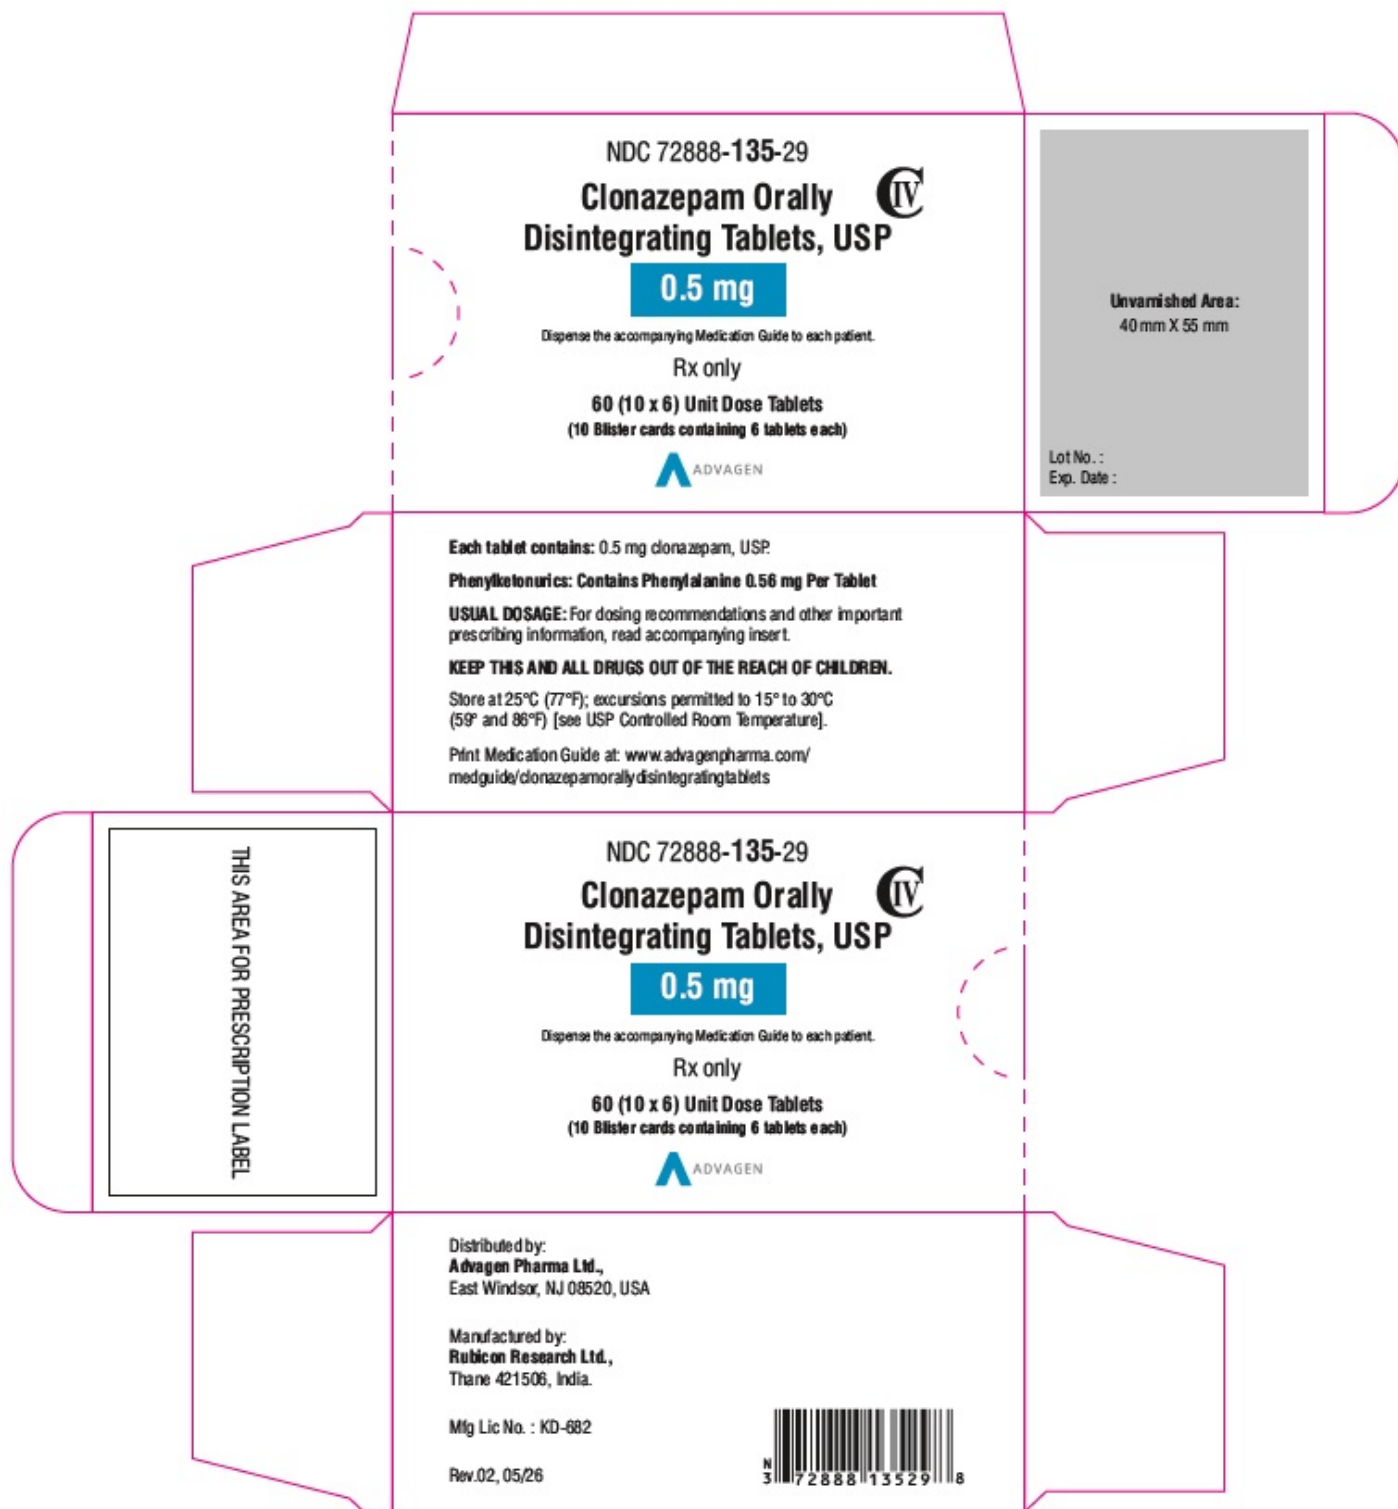 NDC 72888-135-29
Clonazepam Orally
CIV
Disintegrating Tablets, USP
0.5 mg
Dispense the accompanying Medication Guide to each patient.
Rx only
60 (10 x 6) Unit Dose Tablets
(10 Blister cards containing 6 tablets each)
ADVAGEN
Unvarnished Area:
40 mm X 55 mm
Lot No. :
Exp. Date :
Each tablet contains: 0.5 mg clonazepam, USP.
Phenylketonurics: Contains Phenylalanine 0.56 mg Per Tablet
USUAL DOSAGE: For dosing recommendations and other important
prescribing information, read accompanying insert.
KEEP THIS AND ALL DRUGS OUT OF THE REACH OF CHILDREN.
Store at 25°C (77°F); excursions permitted to 15° to 30°C
(59° and 86°F) [see USP Controlled Room Temperature].
Print Medication Guide at: www.advagenpharma.com/
medguide/clonazepamorallydisintegratingtablets
THIS AREA FOR PRESCRIPTION LABEL
NDC 72888-135-29
Clonazepam Orally
CIV
Disintegrating Tablets, USP
0.5 mg
Dispense the accompanying Medication Guide to each patient.
Rx only
60 (10 x 6) Unit Dose Tablets
(10 Blister cards containing 6 tablets each)
ADVAGEN
Distributed by:
Advagen Pharma Ltd.,
East Windsor, NJ 08520, USA
Manufactured by:
Rubicon Research Ltd.,
Thane 421506, India.
Mfg Lic No. : KD-682
Rev.02, 05/26
N
3 72888 13529 8